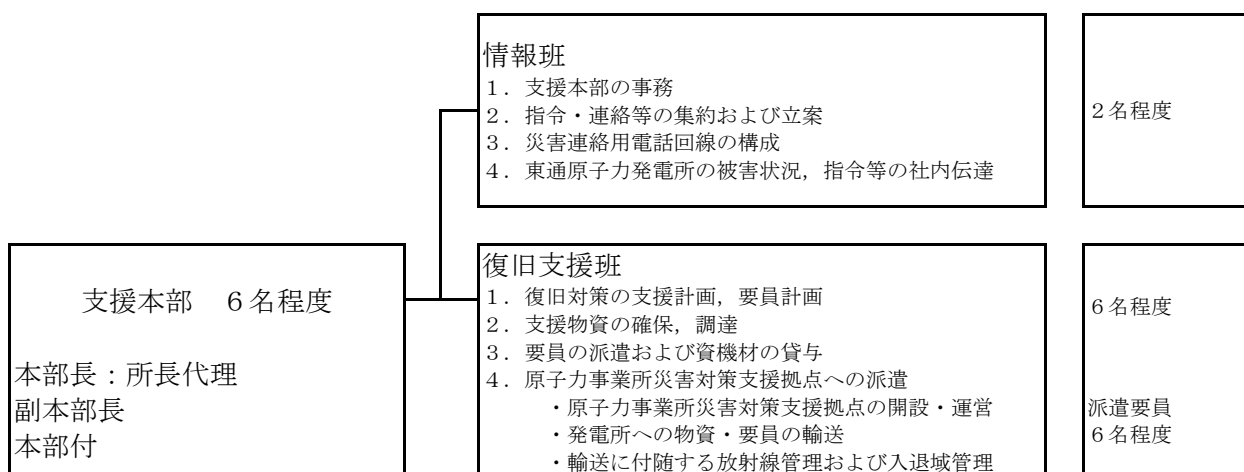 情報班
１．支援本部の事務
２．指令・連絡等の集約および立案
３．災害連絡用電話回線の構成
４．東通原子力発電所の被害状況，指令等の社内伝達
２名程度
支援本部　６名程度
本部長：所長代理
副本部長
本部付
復旧支援班
１．復旧対策の支援計画，要員計画
２．支援物資の確保，調達
３．要員の派遣および資機材の貸与
４．原子力事業所災害対策支援拠点への派遣
・原子力事業所災害対策支援拠点の開設・運営
・発電所への物資・要員の輸送
・輸送に付随する放射線管理および入退域管理
６名程度
派遣要員
６名程度